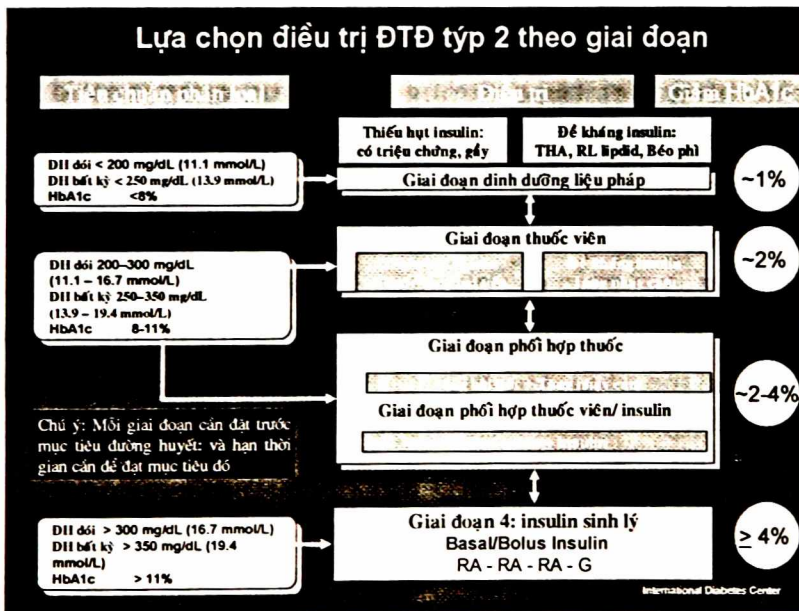 Lựa chọn điều trị ĐTĐ týp 2 theo giai đoạn
Tiêu chuẩn phân loại
Điều trị
Giảm HbA1c
Thiếu hụt insulin:
có triệu chứng, gầy
Đề kháng insulin:
THA, RL lipdid, Béo phì
ĐH đói < 200 mg/dL (11.1 mmol/L)
ĐH bất kỳ < 250 mg/dL (13.9 mmol/L)
HbA1c <8%
Giai đoạn dinh dưỡng liệu pháp
~1%
Giai đoạn thuốc viên
~2%
ĐH đói 200–300 mg/dL
(11.1 – 16.7 mmol/L)
ĐH bất kỳ 250–350 mg/dL
(13.9 – 19.4 mmol/L)
HbA1c 8-11%
Giai đoạn phối hợp thuốc
Giai đoạn phối hợp thuốc viên/ insulin
~2-4%
Chú ý: Mỗi giai đoạn cần đặt trước
mục tiêu đường huyết: và hạn thời
gian cần để đạt mục tiêu đó
ĐH đói > 300 mg/dL (16.7 mmol/L)
ĐH bất kỳ > 350 mg/dL (19.4
mmol/L)
HbA1c > 11%
Giai đoạn 4: insulin sinh lý
Basal/Bolus Insulin
RA - RA - RA - G
≥ 4%
International Diabetes Center